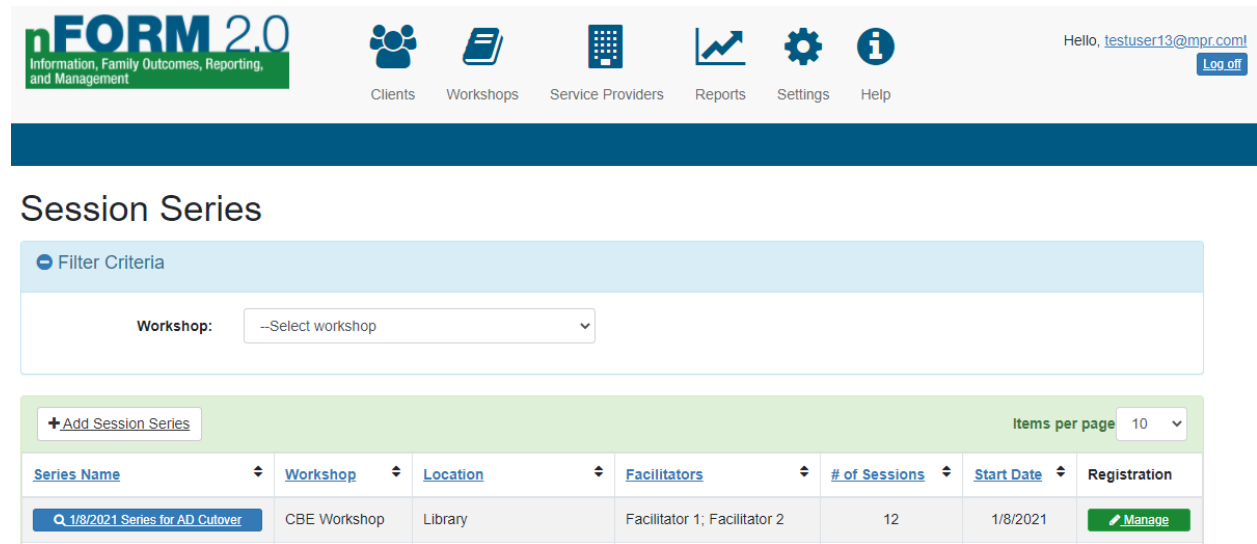 nFORM 2.0
Information, Family Outcomes, Reporting,
and Management
Clients Workshops Service Providers Reports Settings Help
Hello, testuser13@mpr.com!
Log off
Session Series
Filter Criteria
Workshop: --Select workshop
+Add Session Series Items per page 10
Series Name Workshop Location Facilitators # of Sessions Start Date Registration
1/8/2021 Series for AD Cutover CBE Workshop Library Facilitator 1; Facilitator 2 12 1/8/2021 Manage